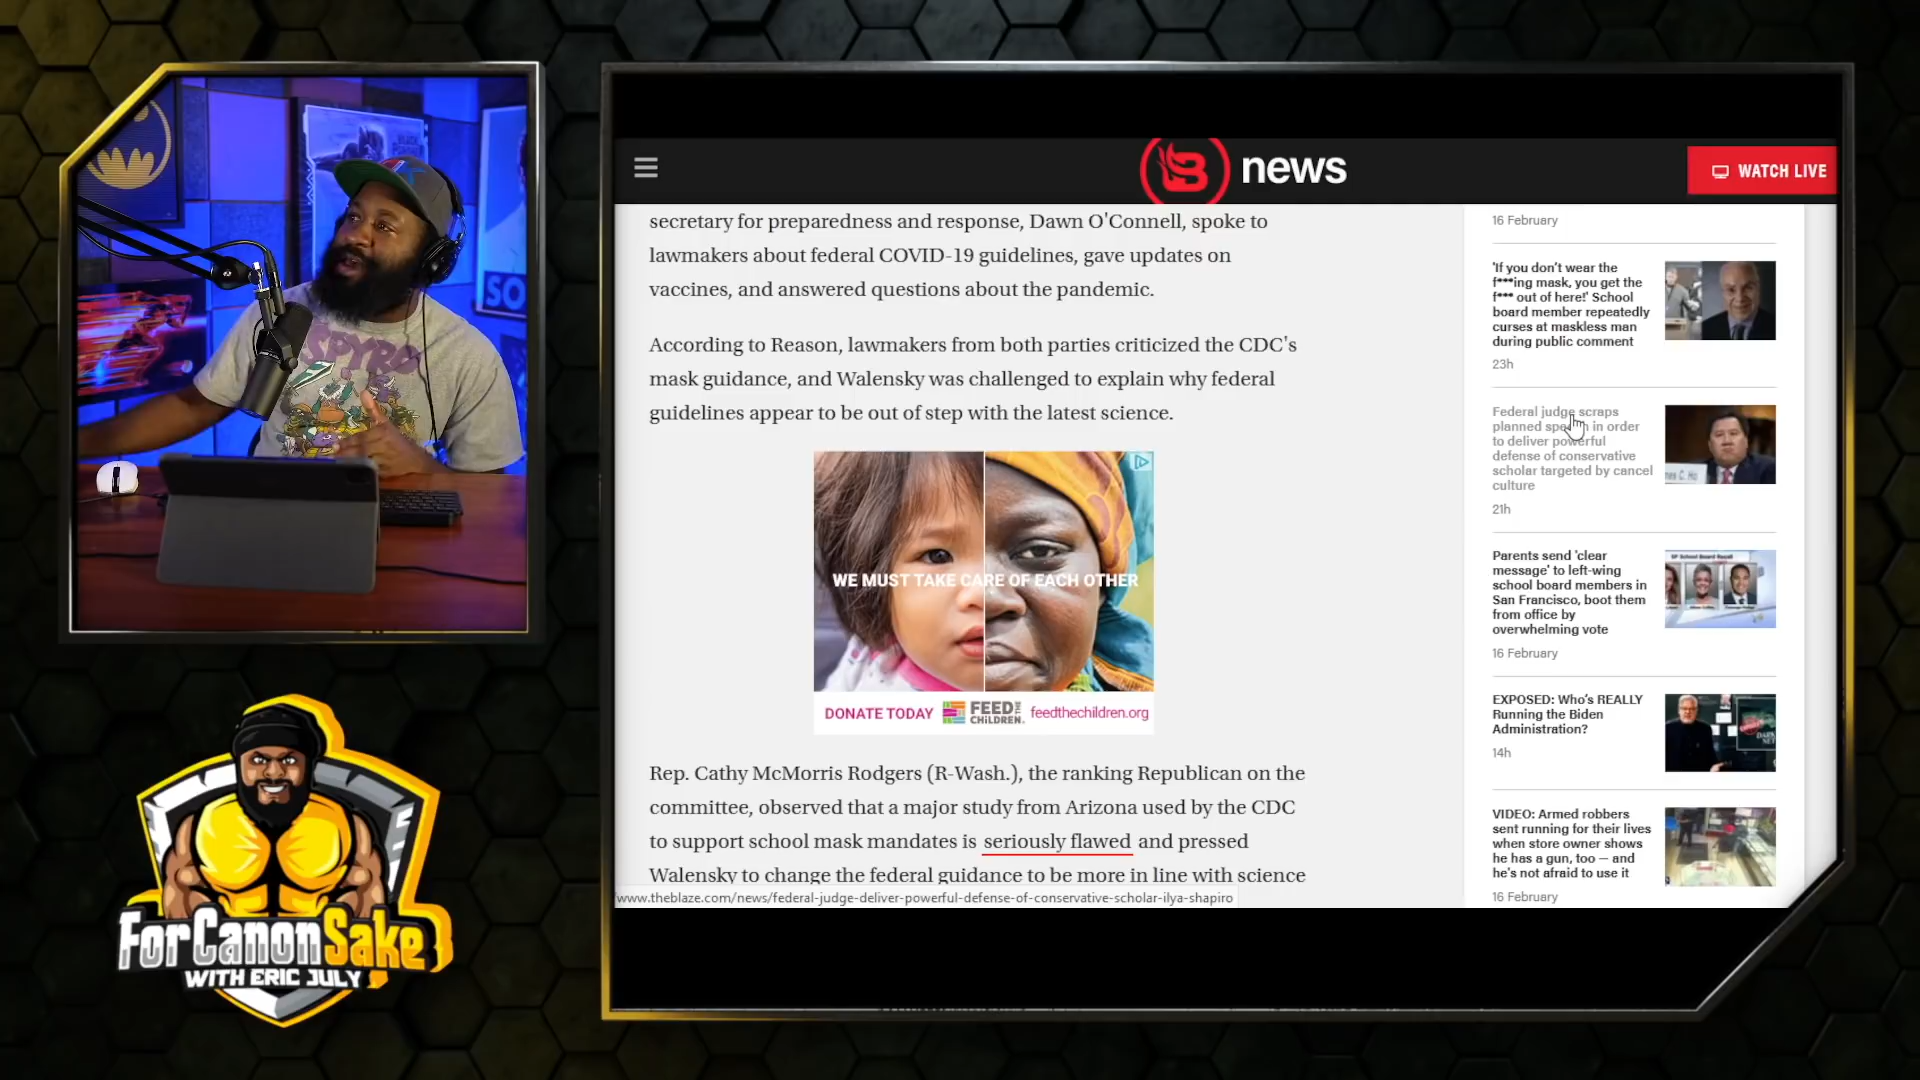 news
WATCH LIVE
secretary for preparedness and response, Dawn O'Connell, spoke to
lawmakers about federal COVID-19 guidelines, gave updates on
vaccines, and answered questions about the pandemic.
According to Reason, lawmakers from both parties criticized the CDC's
mask guidance, and Walensky was challenged to explain why federal
guidelines appear to be out of step with the latest science.
WE MUST TAKE CARE OF EACH OTHER
DONATE TODAY
FEED THE
CHILDREN.
feedthechildren.org
Rep. Cathy McMorris Rodgers (R-Wash.), the ranking Republican on the
committee, observed that a major study from Arizona used by the CDC
to support school mask mandates is seriously flawed and pressed
Walensky to change the federal guidance to be more in line with science
www.theblaze.com/news/federal-judge-deliver-powerful-defense-of-conservative-scholar-ilya-shapiro
16 February
'If you don't wear the
f***ing mask, you get the
f*** out of here!' School
board member repeatedly
curses at maskless man
during public comment
23h
Federal judge scraps
planned speech in order
to deliver powerful
defense of conservative
scholar targeted by cancel
culture
21h
Parents send 'clear
message' to left-wing
school board members in
San Francisco, boot them
from office by
overwhelming vote
16 February
EXPOSED: Who's REALLY
Running the Biden
Administration?
14h
VIDEO: Armed robbers
sent running for their lives
when store owner shows
he has a gun, too — and
he's not afraid to use it
16 February
SPYRO
SO
ForCanonSake
WITH ERIC JULY